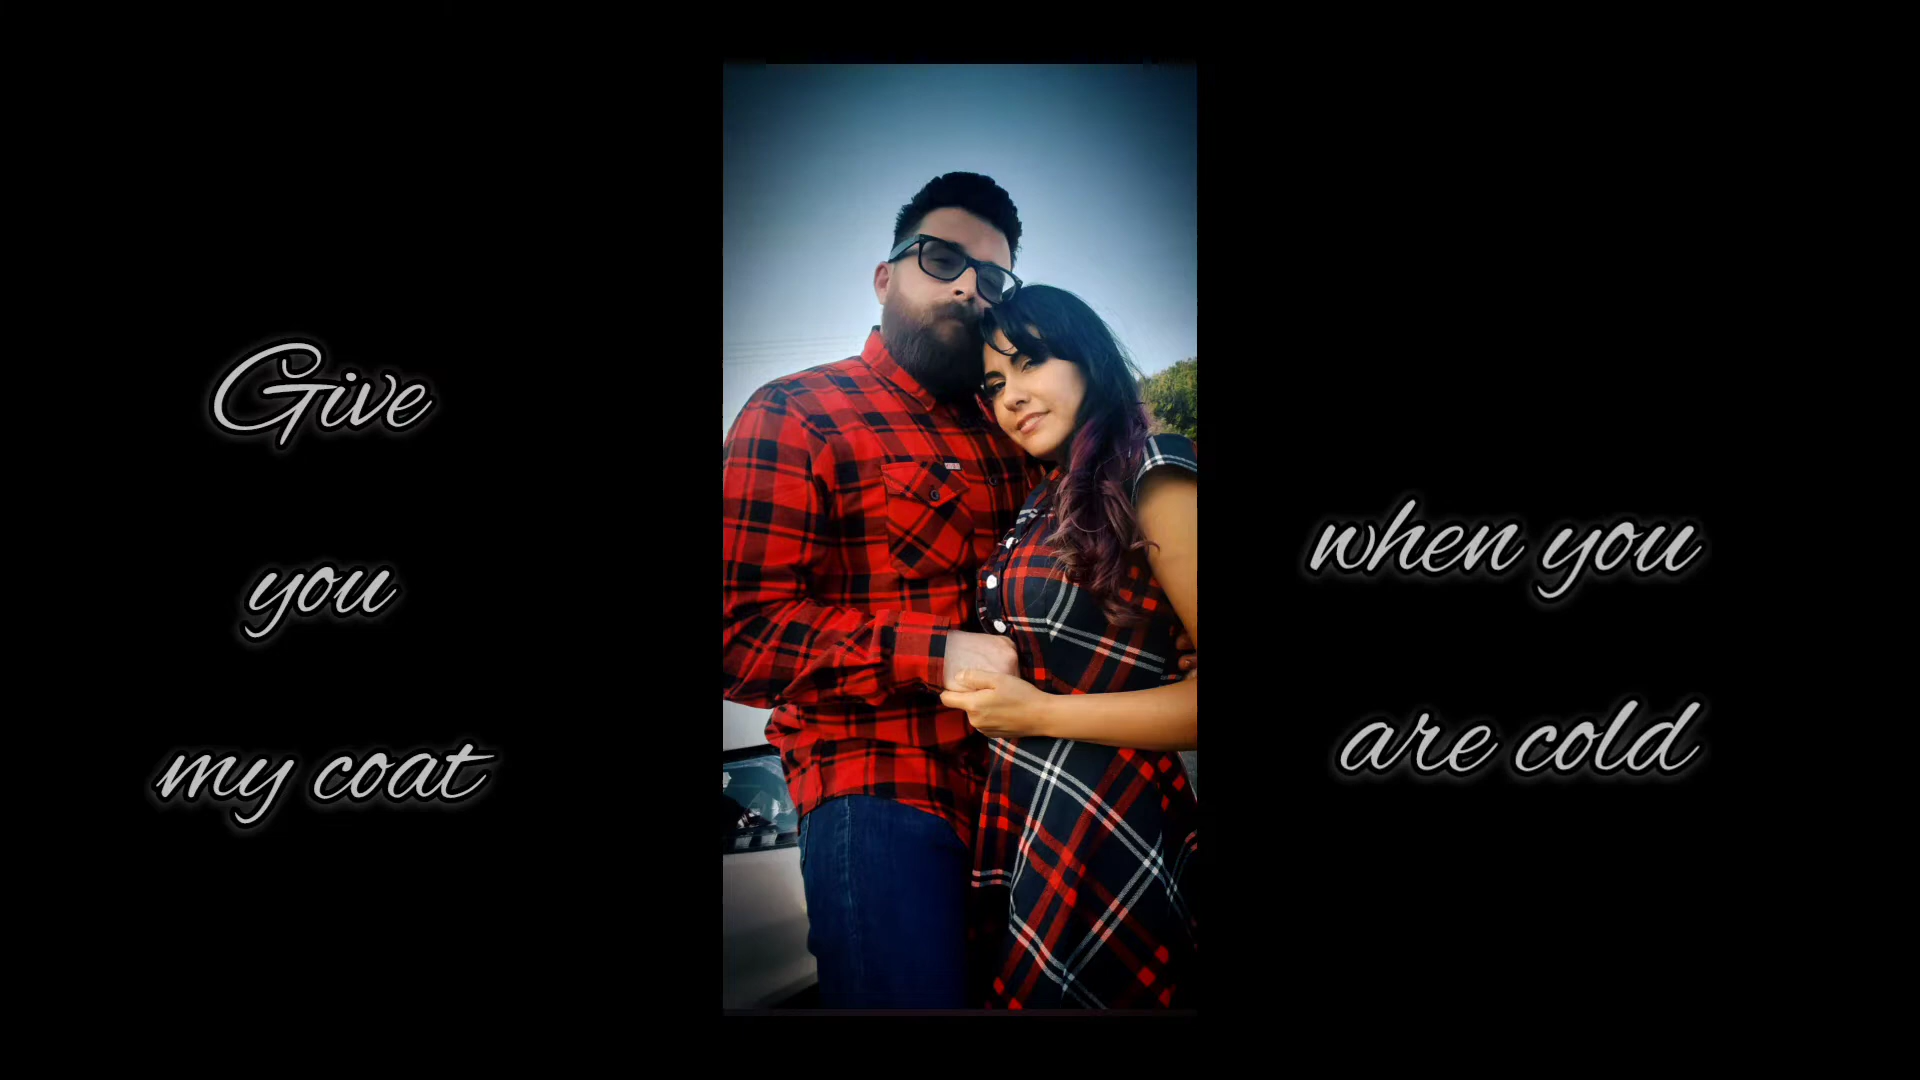 Give
you
my coat
when you
are cold